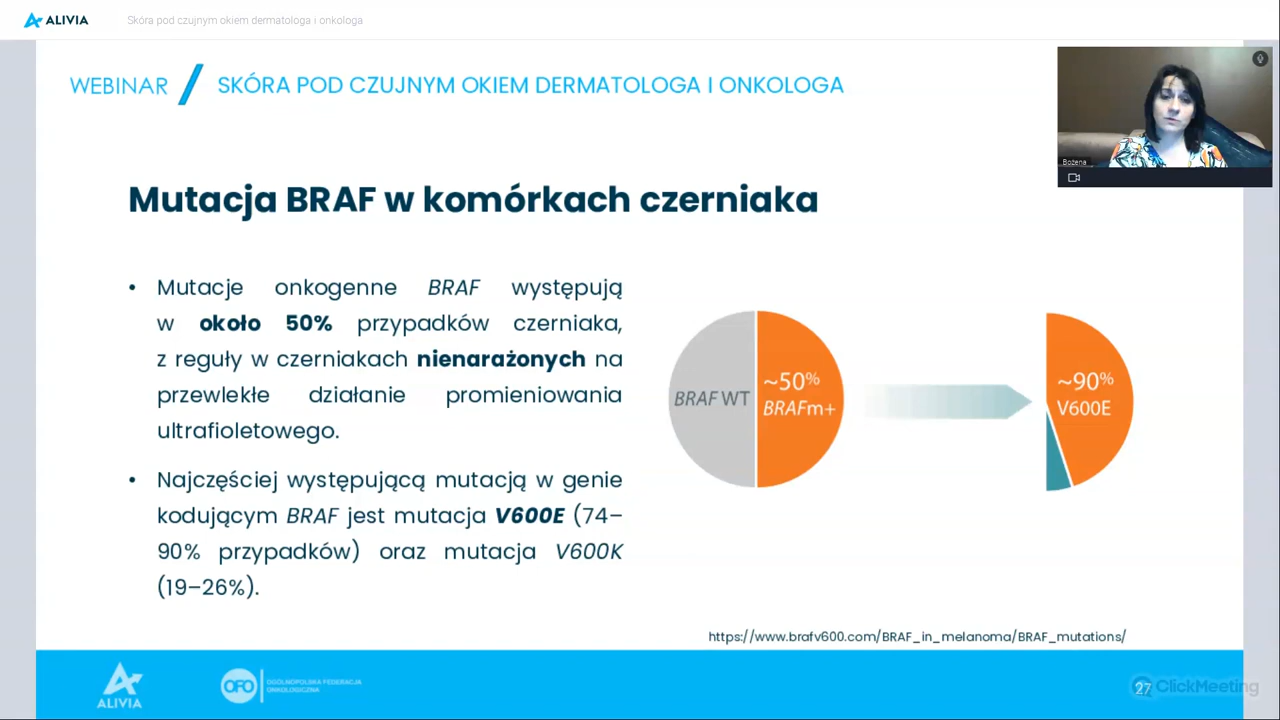 ALIVIA
Skóra pod czujnym okiem dermatologa i onkologa
WEBINAR / SKÓRA POD CZUJNYM OKIEM DERMATOLOGA I ONKOLOGA
Bożena
Mutacja BRAF w komórkach czerniaka
• Mutacje onkogenne BRAF występują
w około 50% przypadków czerniaka,
z reguły w czerniakach nienarażonych na
przewlekłe działanie promieniowania
ultrafioletowego.
• Najczęściej występującą mutacją w genie
kodującym BRAF jest mutacja V600E (74–
90% przypadków) oraz mutacja V600K
(19–26%).
BRAF WT
~50%
BRAFm+
~90%
V600E
https://www.brafv600.com/BRAF_in_melanoma/BRAF_mutations/
ALIVIA
OFO
OGÓLNOPOLSKA FEDERACJA
ONKOLOGICZNA
27
ClickMeeting